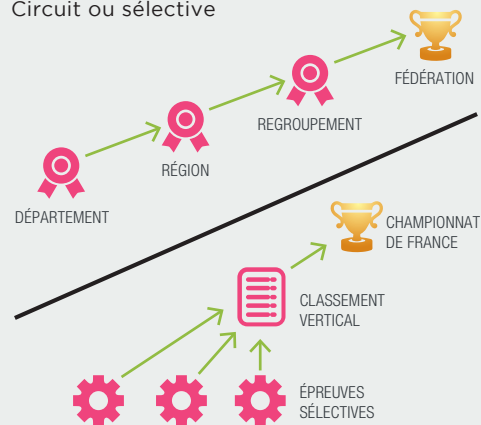 Circuit ou sélective
FÉDÉRATION
REGROUPEMENT
RÉGION
DÉPARTEMENT
CHAMPIONNAT
DE FRANCE
CLASSEMENT
VERTICAL
ÉPREUVES
SÉLECTIVES